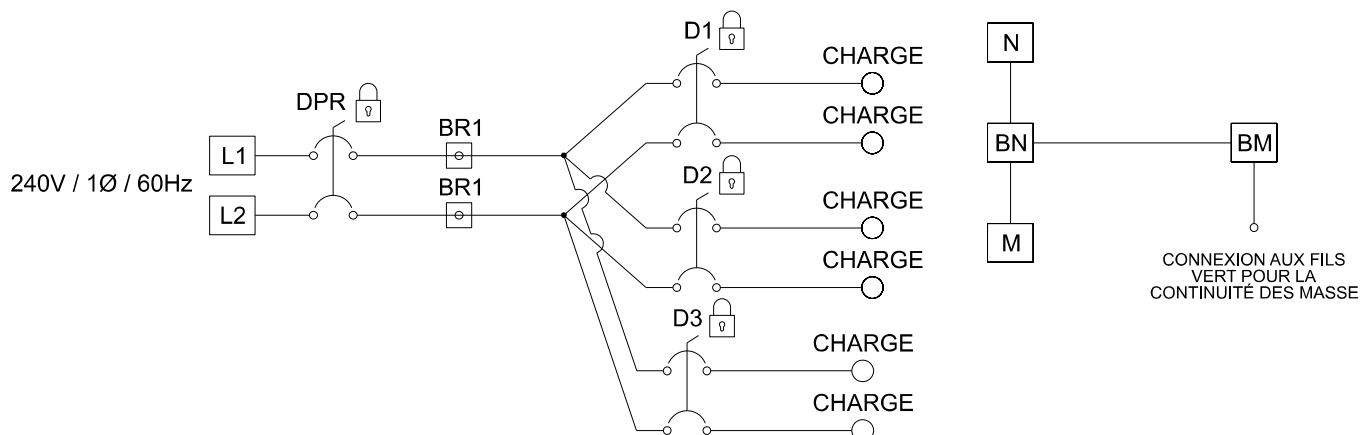 D1
CHARGE
N
DPR
BR1
CHARGE
L1
BN
BM
240V / 1Ø / 60Hz
BR1
D2
CHARGE
L2
M
CHARGE
CONNEXION AUX FILS
VERT POUR LA
CONTINUITÉ DES MASSE
D3
CHARGE
CHARGE